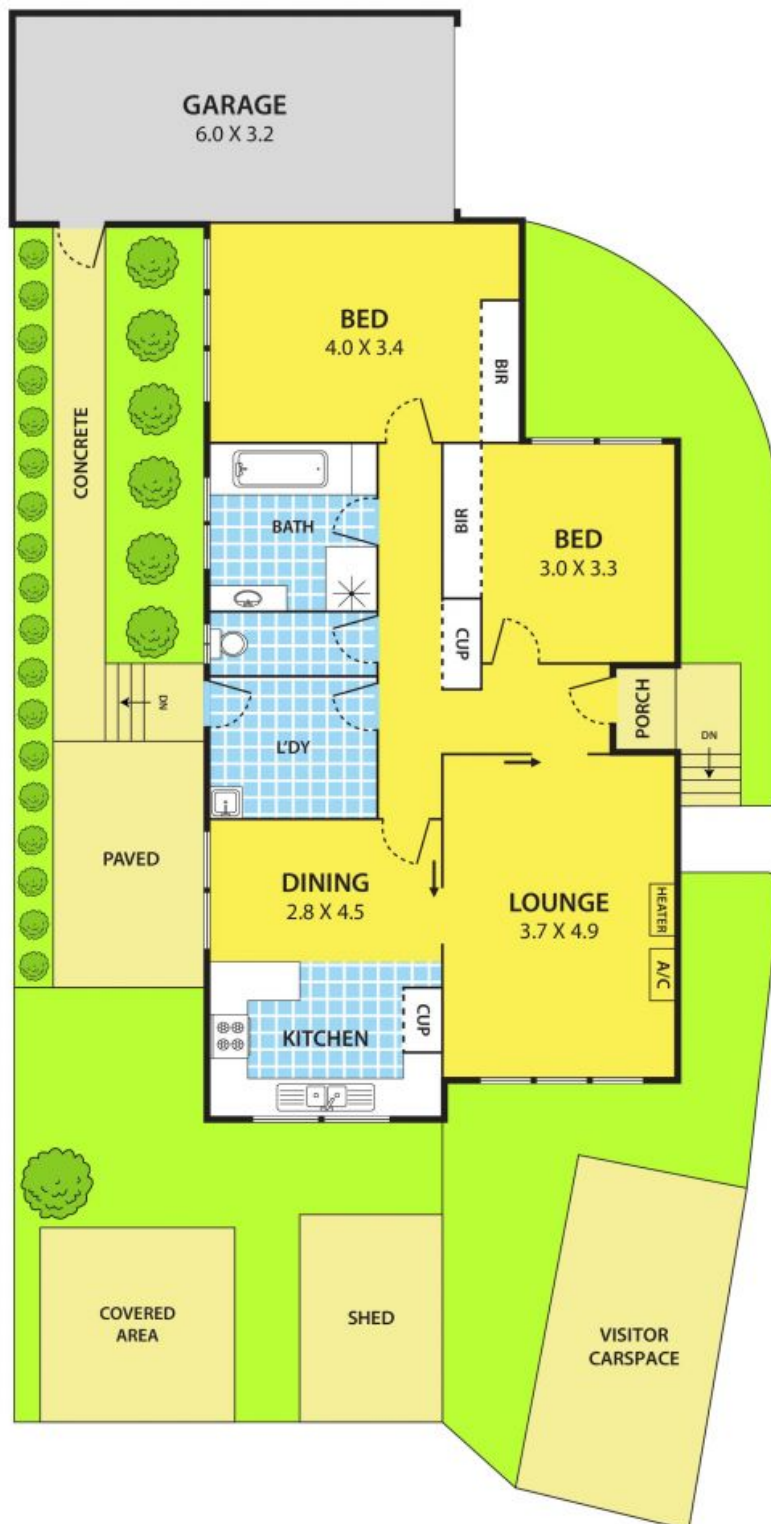 GARAGE
6.0 X 3.2
BED
4.0 X 3.4
BIR
CONCRETE
BATH
BIR
BED
3.0 X 3.3
CUP
DN
PORCH
DN
L'DY
PAVED
DINING
2.8 X 4.5
LOUNGE
3.7 X 4.9
HEATER
A/C
KITCHEN
CUP
COVERED
AREA
SHED
VISITOR
CARSPACE